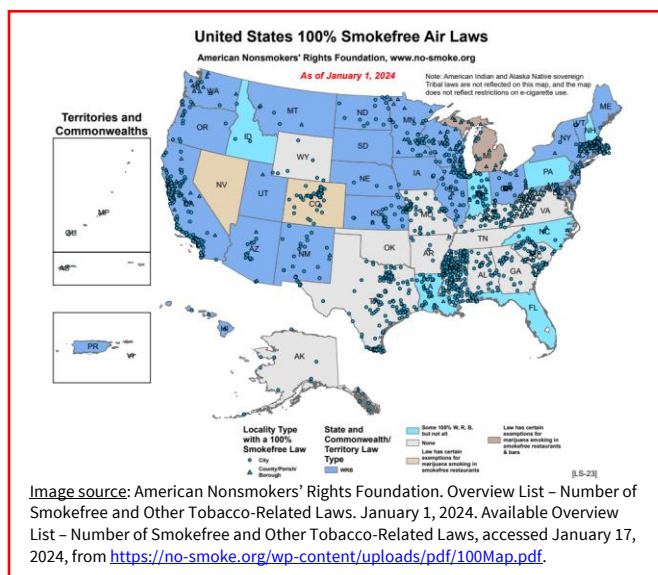 United States 100% Smokefree Air Laws
American Nonsmokers' Rights Foundation, www.no-smoke.org
As of January 1, 2024
Note: American Indian and Alaska Native sovereign
Tribal laws are not reflected on this map, and the map
does not reflect restrictions on e-cigarette use.
Territories and
Commonwealths
WA
MT
ND
MN
ME
VT
NH
OR
ID
SD
NY
WY
MI
IA
PA
NE
NV
UT
CO
KS
MO
VA
CA
AZ
NM
OK
AR
TN
NC
SC
AL
GA
LA
FL
AK
HI
GU
MP
AS
PR
VI
Locality Type
with a 100%
Smokefree Law
City
County/Parish/
Borough
State and
Commonwealth/
Territory Law
Type
WRB
Some 100% W, R, B,
but not all
None
Law has certain
exemptions for
marijuana smoking in
smokefree restaurants
Law has certain
exemptions for
marijuana smoking in
smokefree restaurants
& bars
[LS-23]
Image source: American Nonsmokers' Rights Foundation. Overview List – Number of
Smokefree and Other Tobacco-Related Laws. January 1, 2024. Available Overview
List – Number of Smokefree and Other Tobacco-Related Laws, accessed January 17,
2024, from https://no-smoke.org/wp-content/uploads/pdf/100Map.pdf.